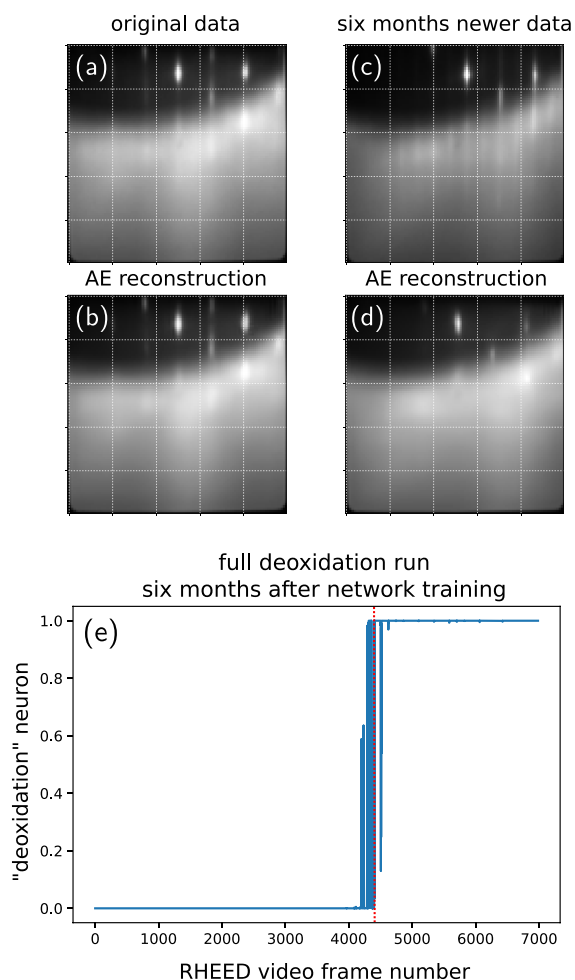 original data
six months newer data
(a)
(c)
AE reconstruction
AE reconstruction
(b)
(d)
full deoxidation run
six months after network training
(e)
"deoxidation" neuron
1.0
0.8
0.6
0.4
0.2
0.0
0 1000 2000 3000 4000 5000 6000 7000
RHEED video frame number